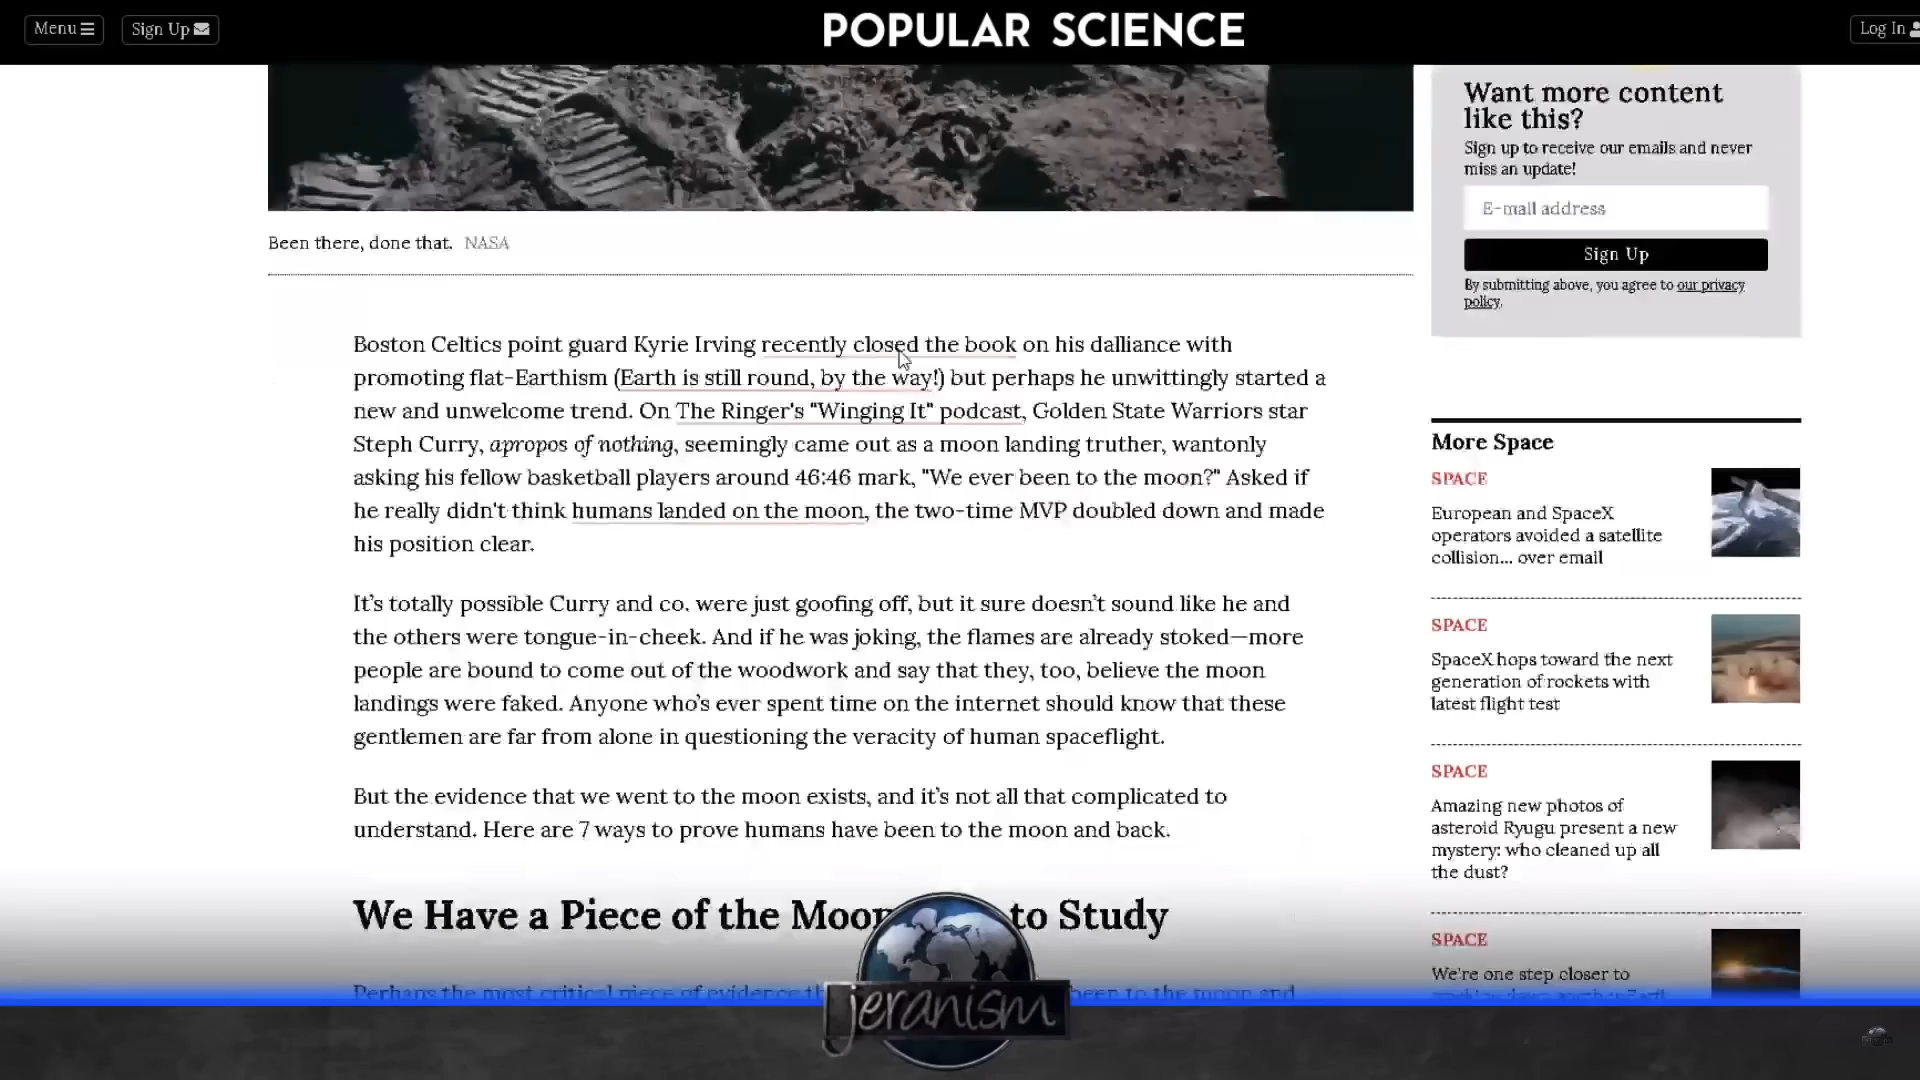 Menu
Sign Up
POPULAR SCIENCE
Log In
Been there, done that. NASA
Boston Celtics point guard Kyrie Irving recently closed the book on his dalliance with
promoting flat-Earthism (Earth is still round, by the way!) but perhaps he unwittingly started a
new and unwelcome trend. On The Ringer's "Winging It" podcast, Golden State Warriors star
Steph Curry, apropos of nothing, seemingly came out as a moon landing truther, wantonly
asking his fellow basketball players around 46:46 mark, "We ever been to the moon?" Asked if
he really didn't think humans landed on the moon, the two-time MVP doubled down and made
his position clear.
It's totally possible Curry and co. were just goofing off, but it sure doesn't sound like he and
the others were tongue-in-cheek. And if he was joking, the flames are already stoked—more
people are bound to come out of the woodwork and say that they, too, believe the moon
landings were faked. Anyone who's ever spent time on the internet should know that these
gentlemen are far from alone in questioning the veracity of human spaceflight.
But the evidence that we went to the moon exists, and it's not all that complicated to
understand. Here are 7 ways to prove humans have been to the moon and back.
We Have a Piece of the Moon to Study
Perhaps the most critical piece of evidence been to the moon and
jeranism
Want more content
like this?
Sign up to receive our emails and never
miss an update!
E-mail address
Sign Up
By submitting above, you agree to our privacy
policy.
More Space
SPACE
European and SpaceX
operators avoided a satellite
collision... over email
SPACE
SpaceX hops toward the next
generation of rockets with
latest flight test
SPACE
Amazing new photos of
asteroid Ryugu present a new
mystery: who cleaned up all
the dust?
SPACE
We're one step closer to